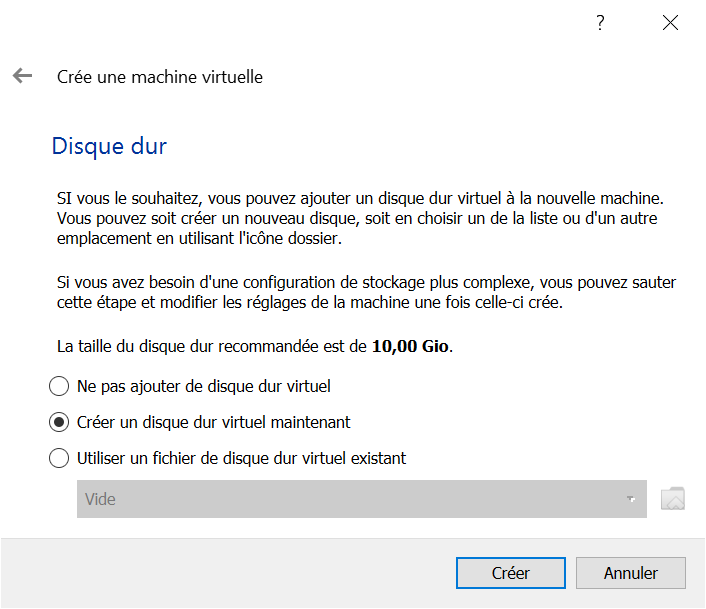 ?
Crée une machine virtuelle
Disque dur
SI vous le souhaitez, vous pouvez ajouter un disque dur virtuel à la nouvelle machine.
Vous pouvez soit créer un nouveau disque, soit en choisir un de la liste ou d'un autre
emplacement en utilisant l'icône dossier.
Si vous avez besoin d'une configuration de stockage plus complexe, vous pouvez sauter
cette étape et modifier les réglages de la machine une fois celle-ci crée.
La taille du disque dur recommandée est de 10,00 Gio.
Ne pas ajouter de disque dur virtuel
Créer un disque dur virtuel maintenant
Utiliser un fichier de disque dur virtuel existant
Vide
Créer
Annuler